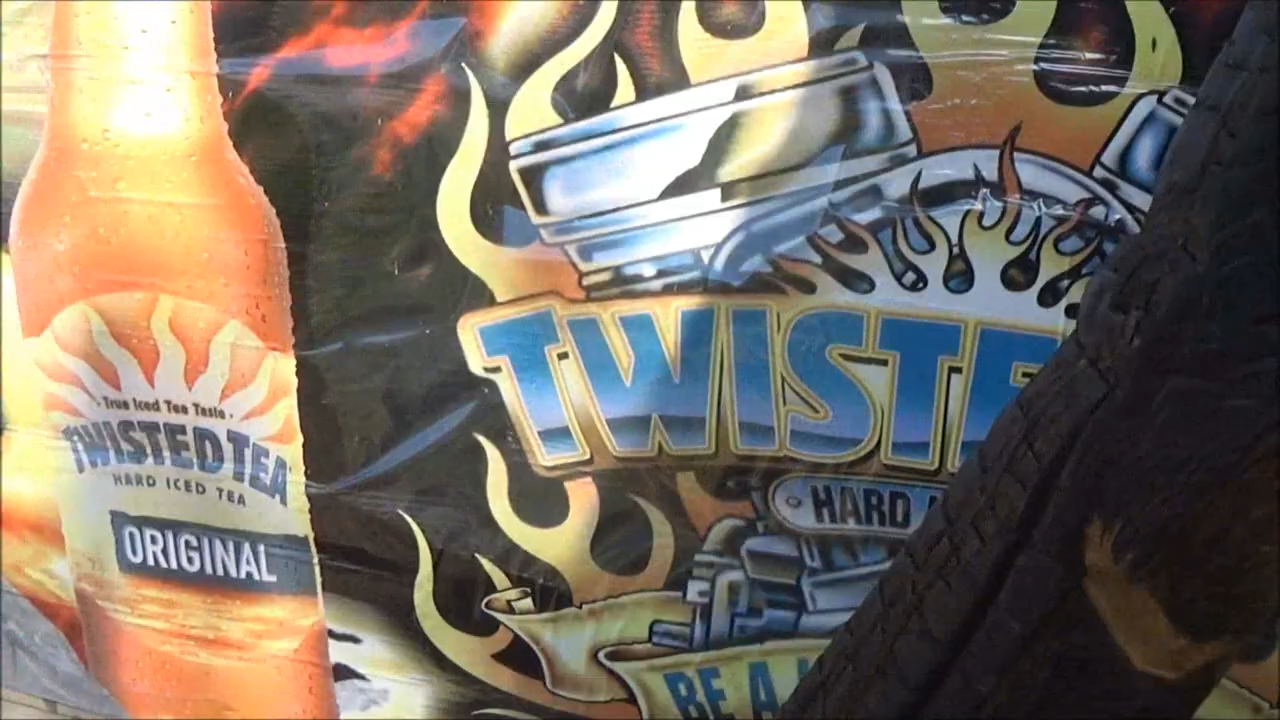 · True Iced Tea Taste ·
TWISTED TEA
HARD ICED TEA
ORIGINAL
TWISTE
HARD
BE A